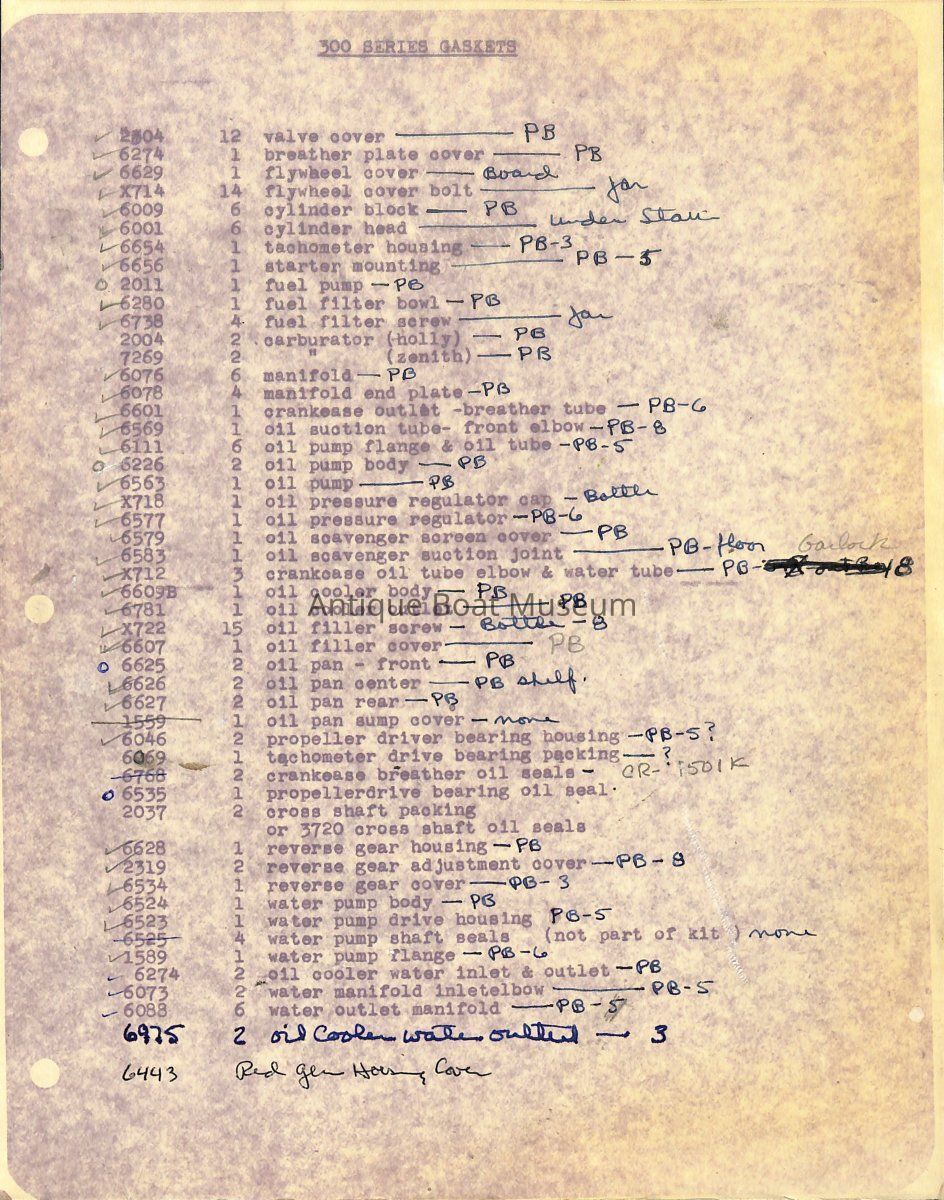 300 SERIES GASKETS
2304 12 valve cover — PB
6274 1 breather plate cover — PB
6629 1 flywheel cover — Board
X714 14 flywheel cover bolt — Jar
6009 6 cylinder block — PB
6001 6 cylinder head — under Stair
6654 1 tachometer housing — PB-3
6656 1 starter mounting — PB-5
2011 1 fuel pump — PB
6280 1 fuel filter bowl — PB
6738 4 fuel filter screw — Jar
2004 2 carburator (holly) — PB
7269 2 " (zenith) — PB
6076 6 manifold — PB
6078 4 manifold end plate — PB
6601 1 crankcase outlet -breather tube — PB-6
6569 1 oil suction tube- front elbow — PB-8
6111 6 oil pump flange & oil tube — PB-5
6226 2 oil pump body — PB
6563 1 oil pump — PB
X718 1 oil pressure regulator cap — Bottle
6577 1 oil pressure regulator — PB-6
6579 1 oil scavenger screen cover — PB
6583 1 oil scavenger suction joint — PB-floor Garlock
X712 3 crankcase oil tube elbow & water tube — PB- 8
6609B 1 oil cooler body — PB
6781 1 oil cooler outlet — PB
Antique Boat Museum
X722 15 oil filler screw — Bottle - 8
6607 1 oil filler cover — PB
6625 2 oil pan - front — PB
6626 2 oil pan center — PB shelf.
6627 2 oil pan rear — PB
1559 1 oil pan sump cover — none
6046 2 propeller driver bearing housing — PB-5?
6069 1 tachometer drive bearing packing — ?
6768 2 crankcase breather oil seals - CR-
6535 1 propellerdrive bearing oil seal.
2037 2 cross shaft packing
or 3720 cross shaft oil seals
6628 1 reverse gear housing — PB
2319 2 reverse gear adjustment cover — PB-8
6534 1 reverse gear cover — PB-3
6524 1 water pump body — PB
6523 1 water pump drive housing PB-5
6525 4 water pump shaft seals (not part of kit ) none
1589 1 water pump flange — PB-6
6274 2 oil cooler water inlet & outlet — PB
6073 2 water manifold inletelbow — PB-5
6088 6 water outlet manifold — PB-5
6975 2 oil Cooler water outled — 3
6443 Red Gear Housing Cover